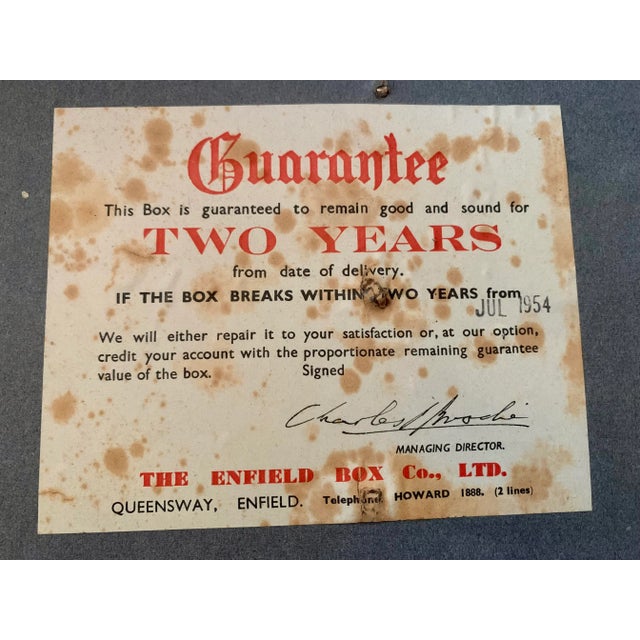 Guarantee
This Box is guaranteed to remain good and sound for
TWO YEARS
from date of delivery.
IF THE BOX BREAKS WITHIN TWO YEARS from
JUL 1954
We will either repair it to your satisfaction or, at our option,
credit your account with the proportionate remaining guarantee
value of the box. Signed
Charles
MANAGING DIRECTOR.
THE ENFIELD BOX Co., LTD.
QUEENSWAY, ENFIELD. Telephone HOWARD 1888. (2 lines)